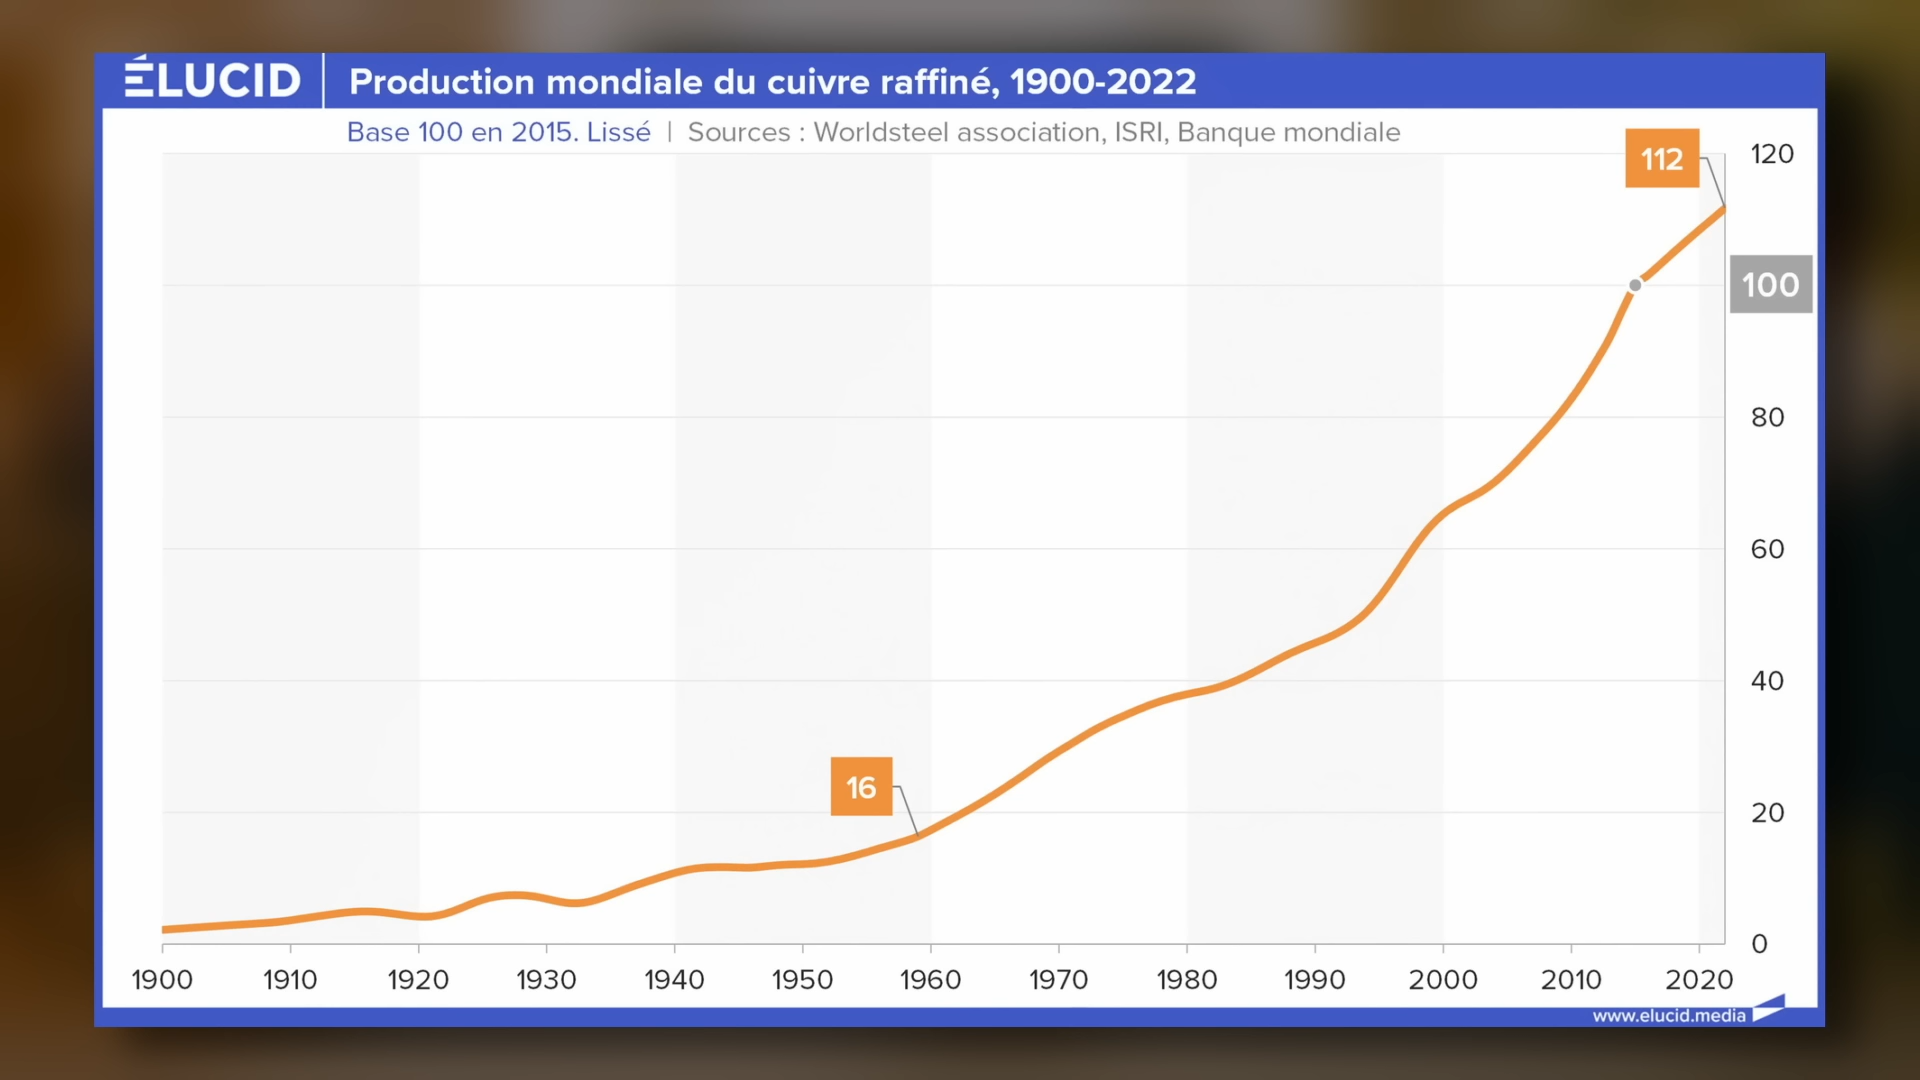 ÉLUCID
Production mondiale du cuivre raffiné, 1900-2022
Base 100 en 2015. Lissé | Sources : Worldsteel association, ISRI, Banque mondiale
112
120
100
80
60
40
16
20
0
1900 1910 1920 1930 1940 1950 1960 1970 1980 1990 2000 2010 2020
www.elucid.media